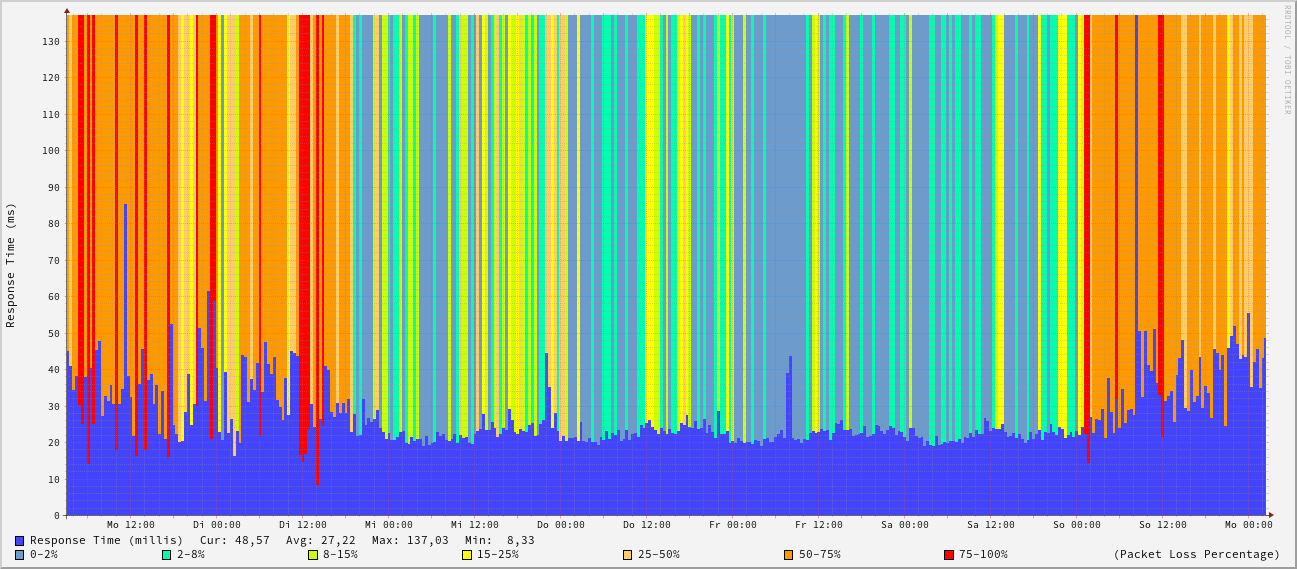 RRDTOOL / TOBI OETIKER
Response Time (ms)
130
120
110
100
90
80
70
60
50
40
30
20
10
0
Mo 12:00 Di 00:00 Di 12:00 Mi 00:00 Mi 12:00 Do 00:00 Do 12:00 Fr 00:00 Fr 12:00 Sa 00:00 Sa 12:00 So 00:00 So 12:00 Mo 00:00
Response Time (millis) Cur: 48,57 Avg: 27,22 Max: 137,03 Min: 8,33
0-2% 2-8% 8-15% 15-25% 25-50% 50-75% 75-100% (Packet Loss Percentage)